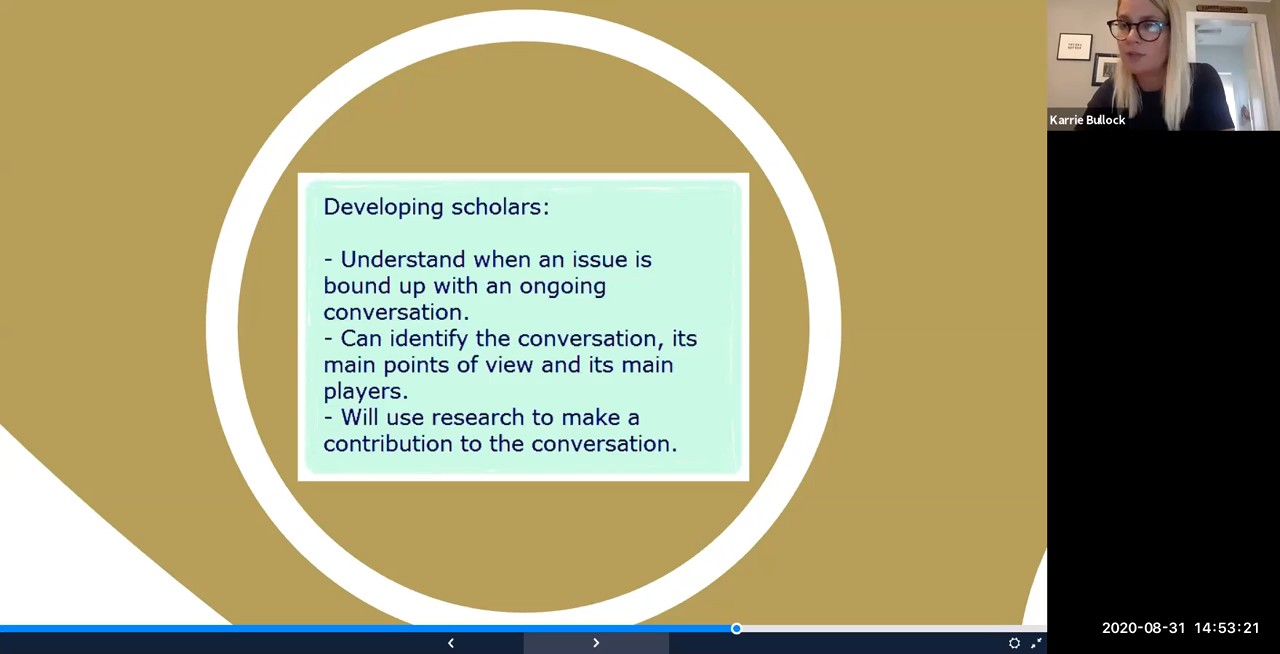 Developing scholars:
- Understand when an issue is
bound up with an ongoing
conversation.
- Can identify the conversation, its
main points of view and its main
players.
- Will use research to make a
contribution to the conversation.
Karrie Bullock
2020-08-31 14:53:21